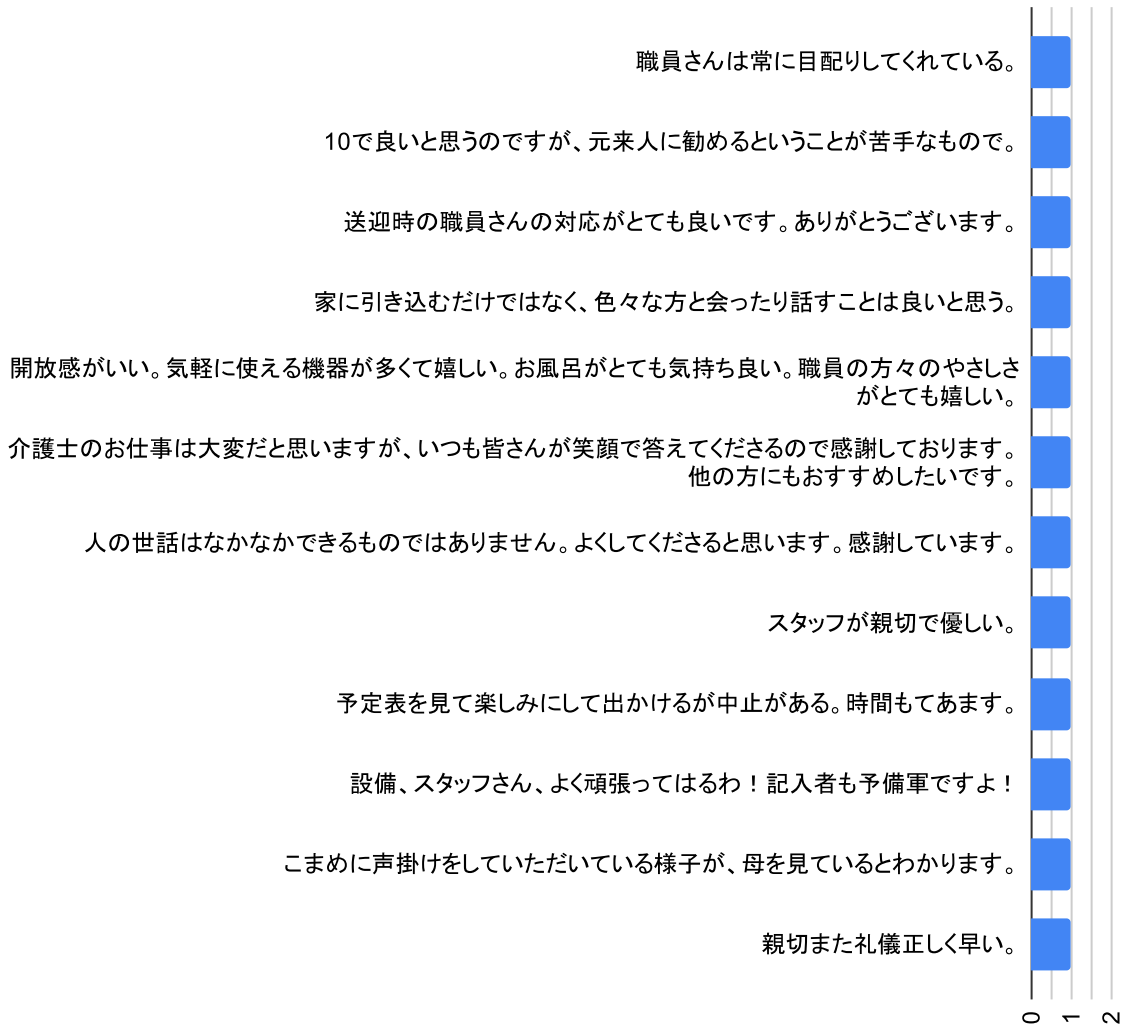 職員さんは常に目配りしてくれている。
10で良いと思うのですが、元来人に勧めるということが苦手なもので。
送迎時の職員さんの対応がとても良いです。ありがとうございます。
家に引き込むだけではなく、色々な方と会ったり話すことは良いと思う。
開放感がいい。気軽に使える機器が多くて嬉しい。お風呂がとても気持ち良い。職員の方々のやさしさ
がとても嬉しい。
介護士のお仕事は大変だと思いますが、いつも皆さんが笑顔で答えてくださるので感謝しております。
他の方にもおすすめしたいです。
人の世話はなかなかできるものではありません。よくしてくださると思います。感謝しています。
スタッフが親切で優しい。
予定表を見て楽しみにして出かけるが中止がある。時間もてあます。
設備、スタッフさん、よく頑張ってはるわ！記入者も予備軍ですよ！
こまめに声掛けをしていただいている様子が、母を見ているとわかります。
親切また礼儀正しく早い。
0
1
2